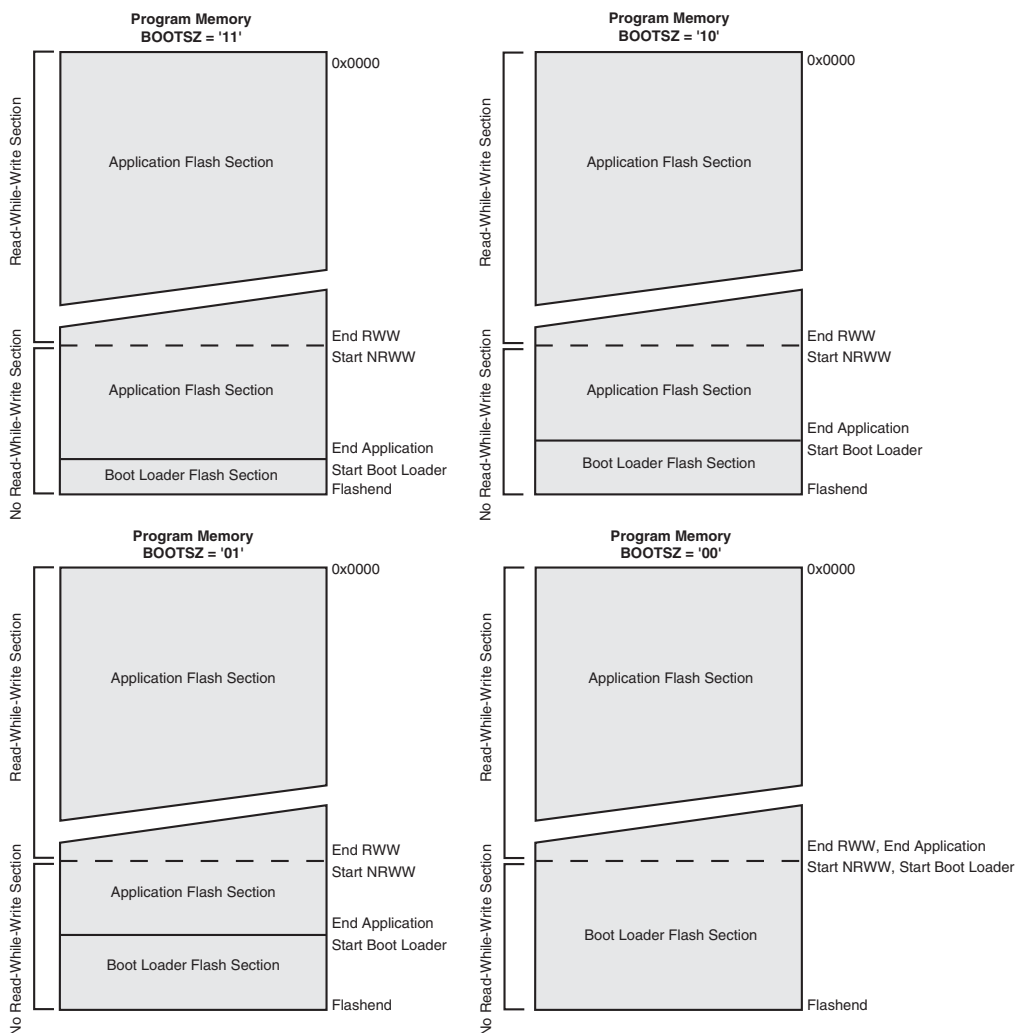 Program Memory
BOOTSZ = '11'
0x0000
Read-While-Write Section
Application Flash Section
End RWW
Start NRWW
No Read-While-Write Section
Application Flash Section
End Application
Start Boot Loader
Boot Loader Flash Section
Flashend
Program Memory
BOOTSZ = '10'
0x0000
Read-While-Write Section
Application Flash Section
End RWW
Start NRWW
No Read-While-Write Section
Application Flash Section
End Application
Start Boot Loader
Boot Loader Flash Section
Flashend
Program Memory
BOOTSZ = '01'
0x0000
Read-While-Write Section
Application Flash Section
End RWW
Start NRWW
No Read-While-Write Section
Application Flash Section
End Application
Start Boot Loader
Boot Loader Flash Section
Flashend
Program Memory
BOOTSZ = '00'
0x0000
Read-While-Write Section
Application Flash Section
End RWW, End Application
Start NRWW, Start Boot Loader
No Read-While-Write Section
Boot Loader Flash Section
Flashend